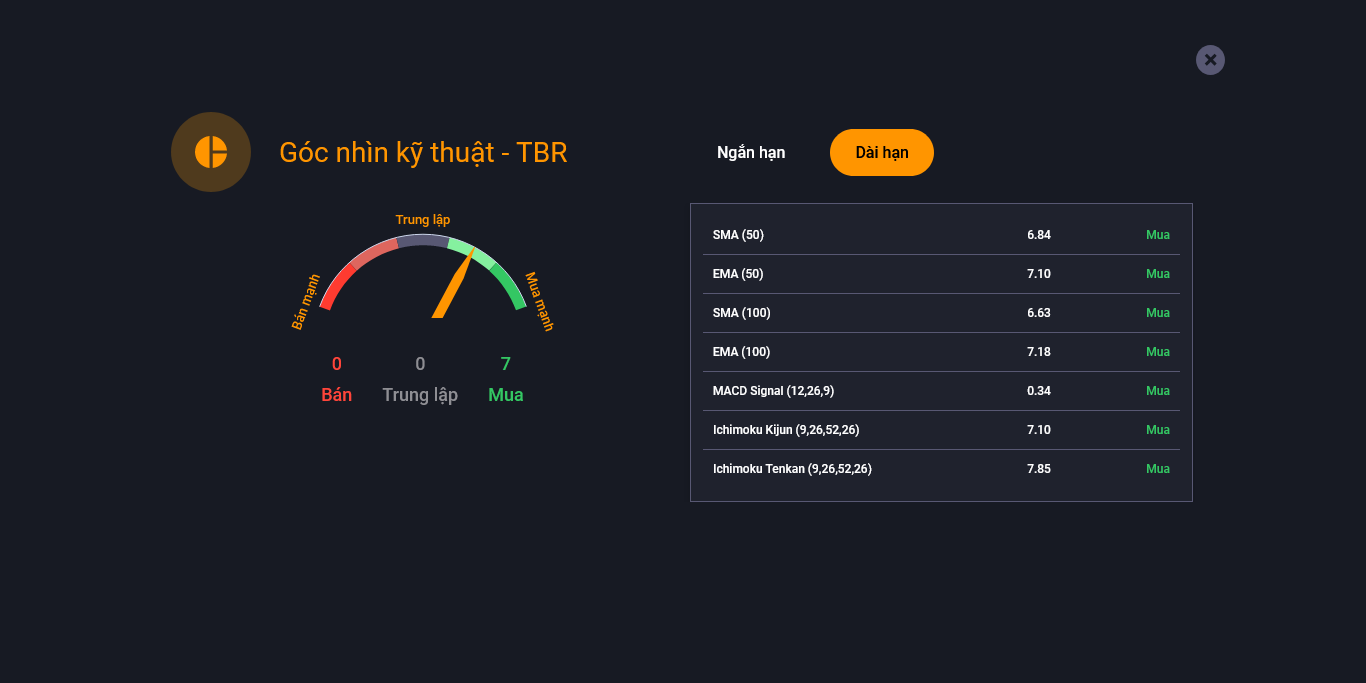 Góc nhìn kỹ thuật - TBR
Trung lập
Bán mạnh
Mua mạnh
0 0 7
Bán Trung lập Mua
Ngắn hạn Dài hạn
SMA (50) 6.84 Mua
EMA (50) 7.10 Mua
SMA (100) 6.63 Mua
EMA (100) 7.18 Mua
MACD Signal (12,26,9) 0.34 Mua
Ichimoku Kijun (9,26,52,26) 7.10 Mua
Ichimoku Tenkan (9,26,52,26) 7.85 Mua